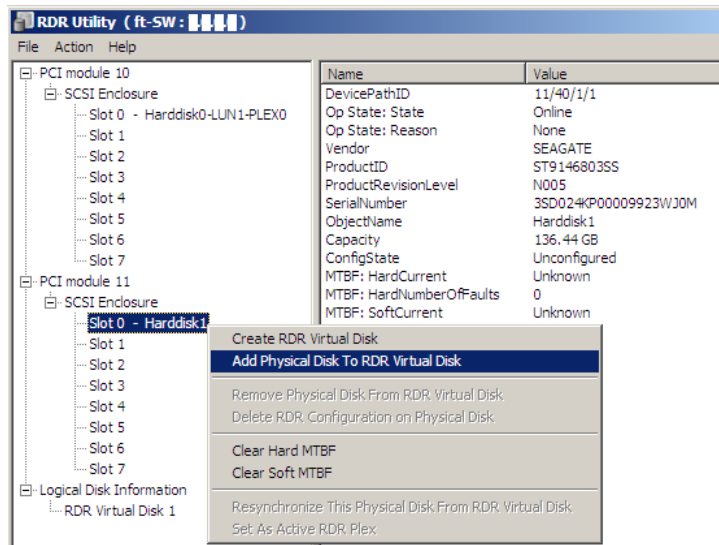 RDR Utility ( ft-SW : )
File Action Help
PCI module 10
SCSI Enclosure
Slot 0 - Harddisk0-LUN1-PLEX0
Slot 1
Slot 2
Slot 3
Slot 4
Slot 5
Slot 6
Slot 7
PCI module 11
SCSI Enclosure
Slot 0 - Harddisk1
Slot 1
Slot 2
Slot 3
Slot 4
Slot 5
Slot 6
Slot 7
Logical Disk Information
RDR Virtual Disk 1
Name Value
DevicePathID 11/40/1/1
Op State: State Online
Op State: Reason None
Vendor SEAGATE
ProductID ST9146803SS
ProductRevisionLevel N005
SerialNumber 3SD024KP00009923WJ0M
ObjectName Harddisk1
Capacity 136.44 GB
ConfigState Unconfigured
MTBF: HardCurrent Unknown
MTBF: HardNumberOfFaults 0
MTBF: SoftCurrent Unknown
Create RDR Virtual Disk
Add Physical Disk To RDR Virtual Disk
Remove Physical Disk From RDR Virtual Disk
Delete RDR Configuration on Physical Disk
Clear Hard MTBF
Clear Soft MTBF
Resynchronize This Physical Disk From RDR Virtual Disk
Set As Active RDR Plex